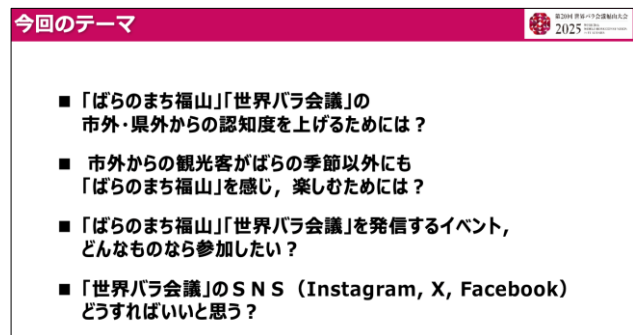 今回のテーマ
第20回 世界バラ会議福山大会
2025
■ 「ばらのまち福山」「世界バラ会議」の
市外・県外からの認知度を上げるためには？
■ 市外からの観光客がばらの季節以外にも
「ばらのまち福山」を感じ，楽しむためには？
■ 「ばらのまち福山」「世界バラ会議」を発信するイベント，
どんなものなら参加したい？
■ 「世界バラ会議」のＳＮＳ（Instagram, X, Facebook）
どうすればいいと思う？